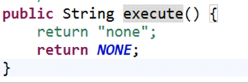 public String execute() {
    return "none";
    return NONE;
}